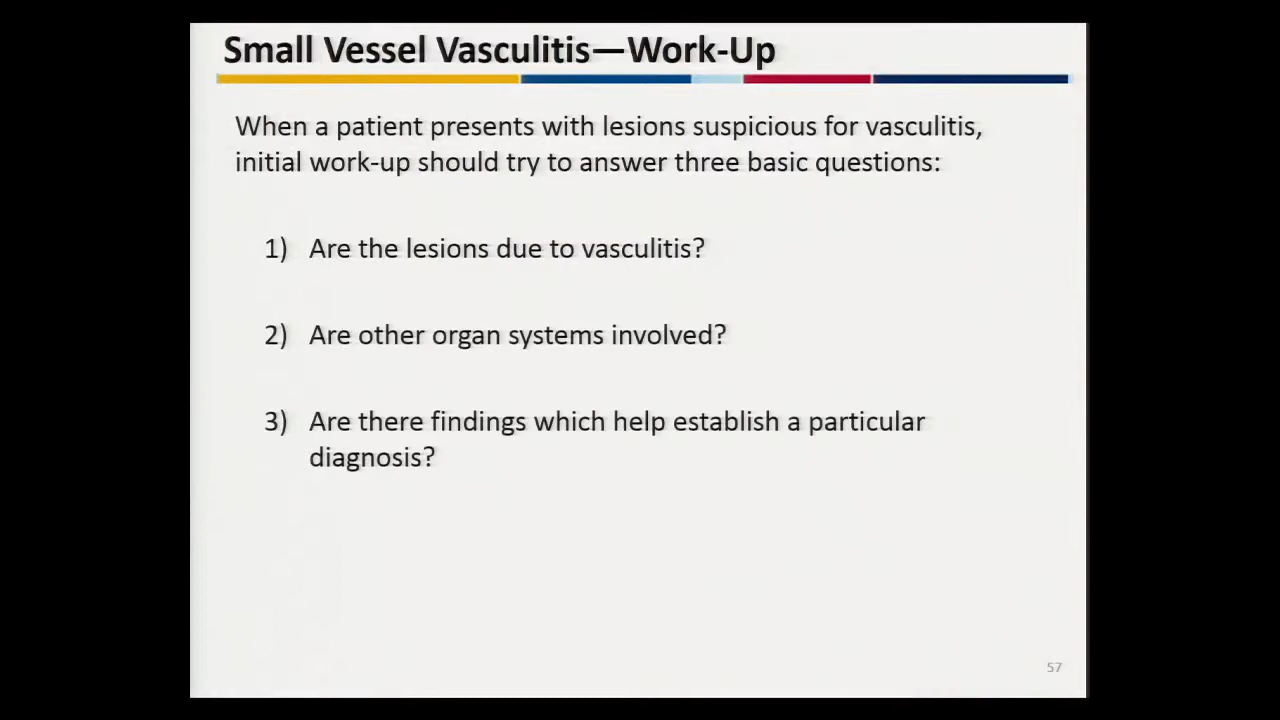 Small Vessel Vasculitis—Work-Up
When a patient presents with lesions suspicious for vasculitis,
initial work-up should try to answer three basic questions:
1) Are the lesions due to vasculitis?
2) Are other organ systems involved?
3) Are there findings which help establish a particular
diagnosis?
57